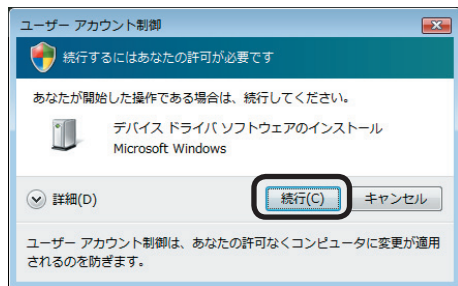 ユーザー アカウント制御
続行するにはあなたの許可が必要です
あなたが開始した操作である場合は、続行してください。
デバイス ドライバ ソフトウェアのインストール
Microsoft Windows
詳細(D)
続行(C)
キャンセル
ユーザー アカウント制御は、あなたの許可なくコンピュータに変更が適用
されるのを防ぎます。